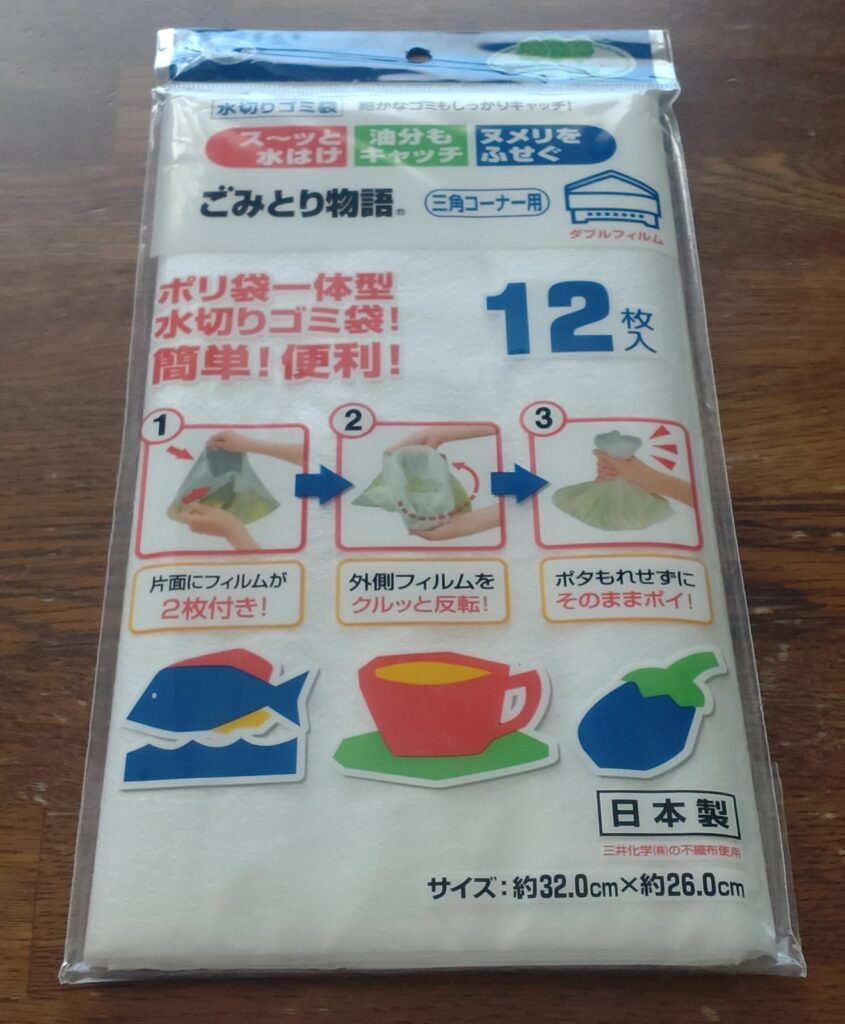 水切りゴミ袋 細かなゴミもしっかりキャッチ!
ス～ッと
水はけ
油分も
キャッチ
ヌメリを
ふせぐ
ごみとり物語® 三角コーナー用
ダブルフィルム
ポリ袋一体型
水切りゴミ袋!
簡単!便利!
12枚入
1
2
3
片面にフィルムが
2枚付き!
外側フィルムを
クルッと反転!
ポタもれせずに
そのままポイ!
日本製
三井化学㈱の不織布使用
サイズ:約32.0cm×約26.0cm